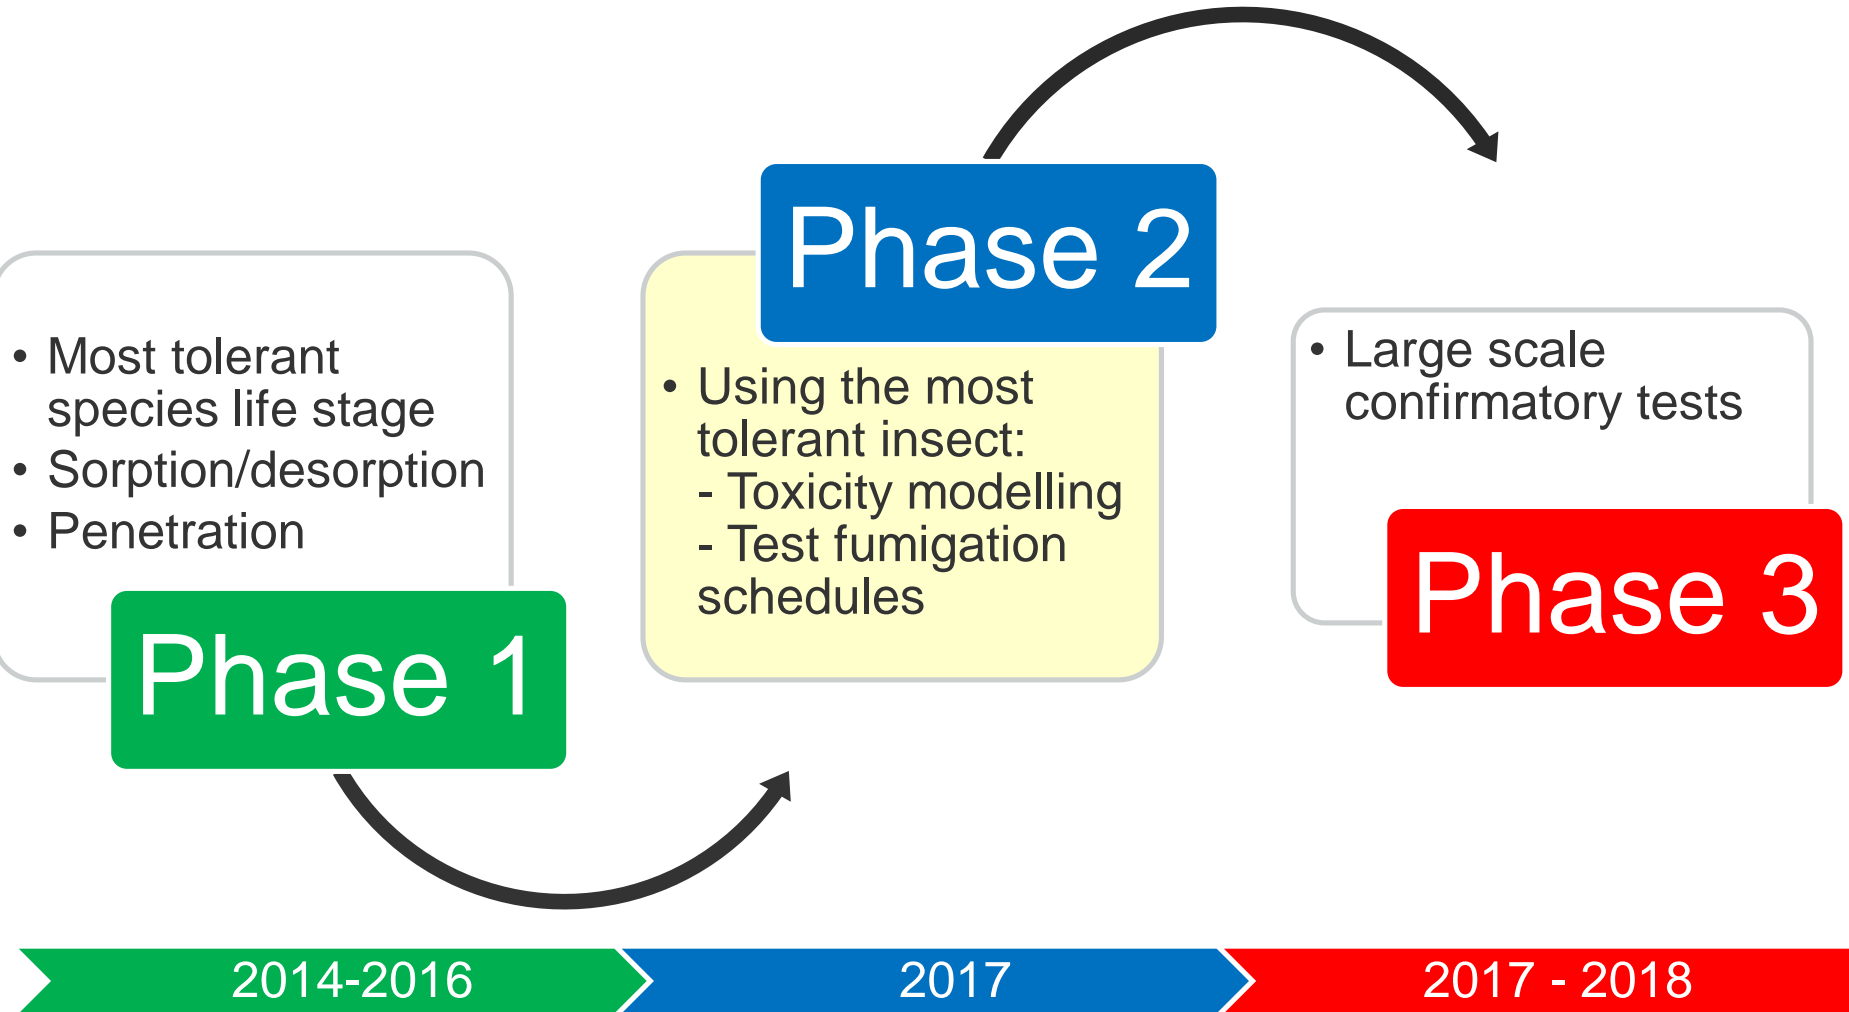 • Most tolerant
species life stage
• Sorption/desorption
• Penetration
Phase 1
Phase 2
• Using the most
tolerant insect:
- Toxicity modelling
- Test fumigation
schedules
• Large scale
confirmatory tests
Phase 3
2014-2016
2017
2017 - 2018